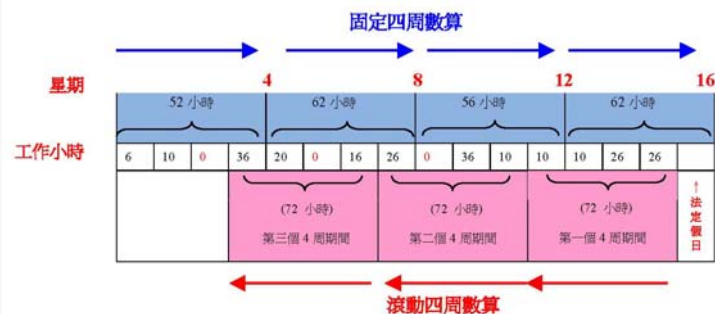 固定四周數算
星期 4 8 12 16
52 小時 62 小時 56 小時 62 小時
工作小時 6 10 0 36 20 0 16 26 0 36 10 10 10 26 26
(72 小時) (72 小時) (72 小時)
第三個 4 周期間 第二個 4 周期間 第一個 4 周期間
↑法定假日
滾動四周數算